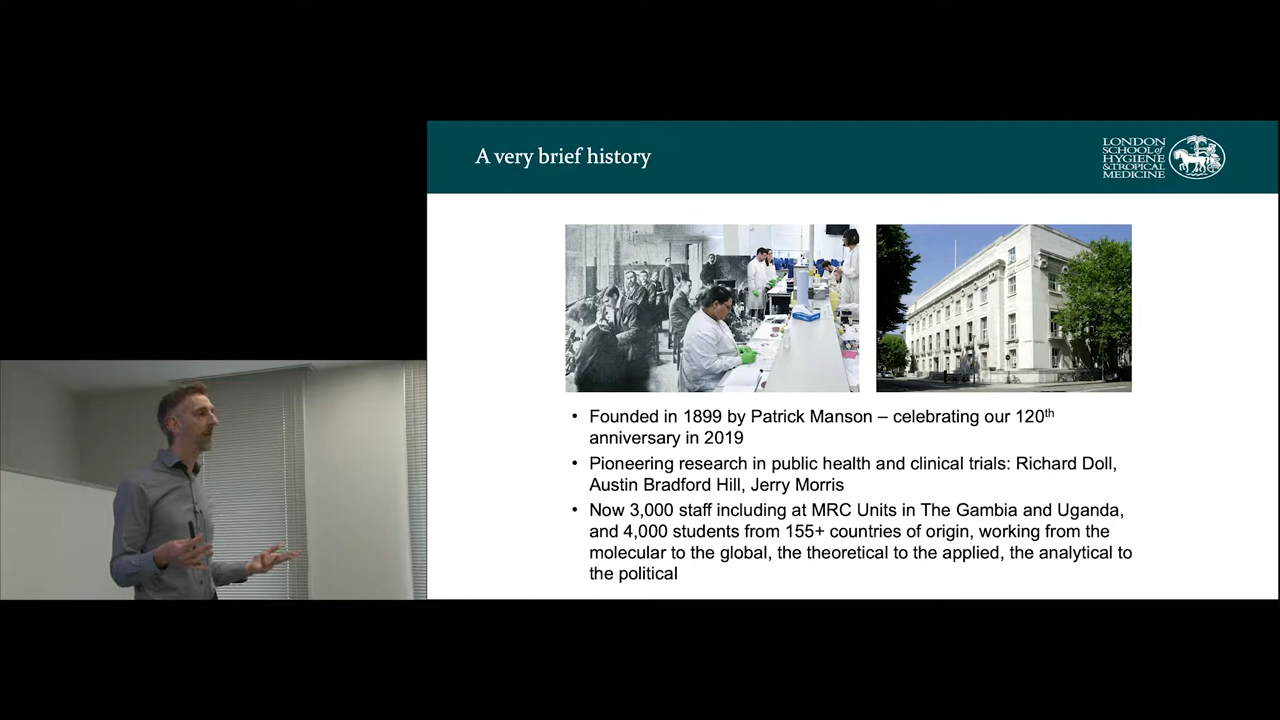 A very brief history
LONDON
SCHOOL of
HYGIENE
& TROPICAL
MEDICINE
• Founded in 1899 by Patrick Manson – celebrating our 120th
anniversary in 2019
• Pioneering research in public health and clinical trials: Richard Doll,
Austin Bradford Hill, Jerry Morris
• Now 3,000 staff including at MRC Units in The Gambia and Uganda,
and 4,000 students from 155+ countries of origin, working from the
molecular to the global, the theoretical to the applied, the analytical to
the political